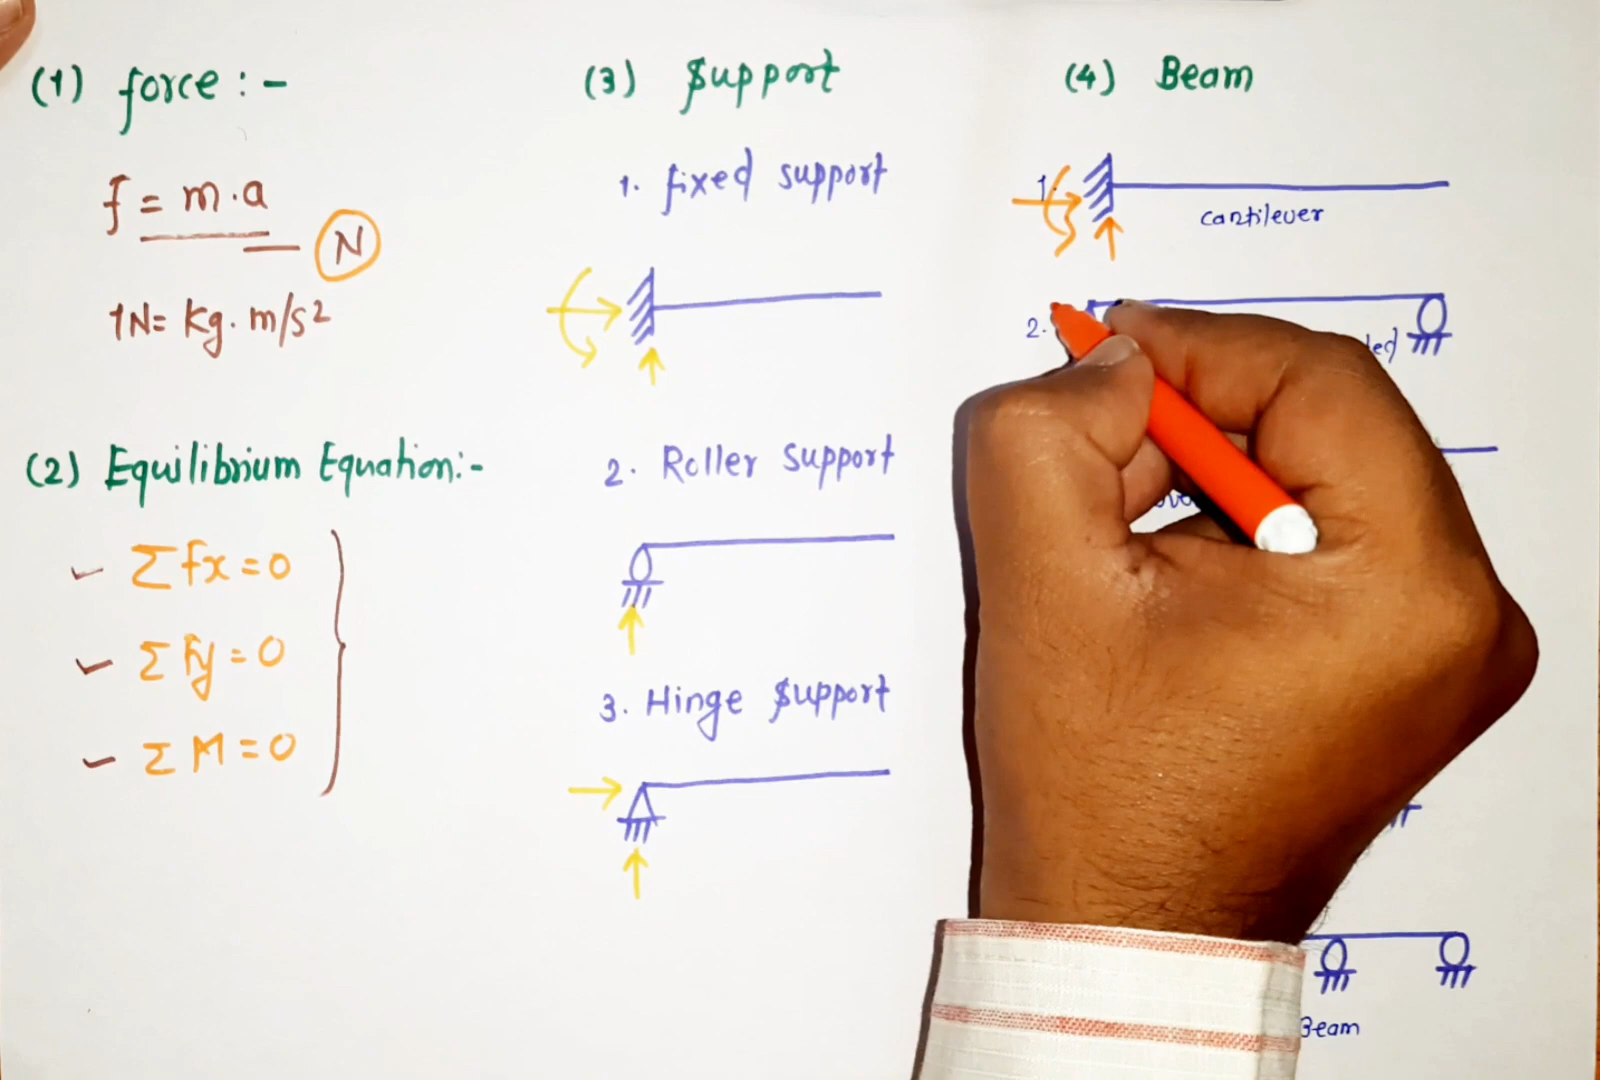 (1) force :-
f = m.a
N
1N= kg. m/s²
(2) Equilibrium Equation:-
Σfx=0
Σfy=0
ΣM=0
(3) Support
1. fixed support
2. Roller Support
3. Hinge Support
(4) Beam
1.
cantilever
2.
Beam